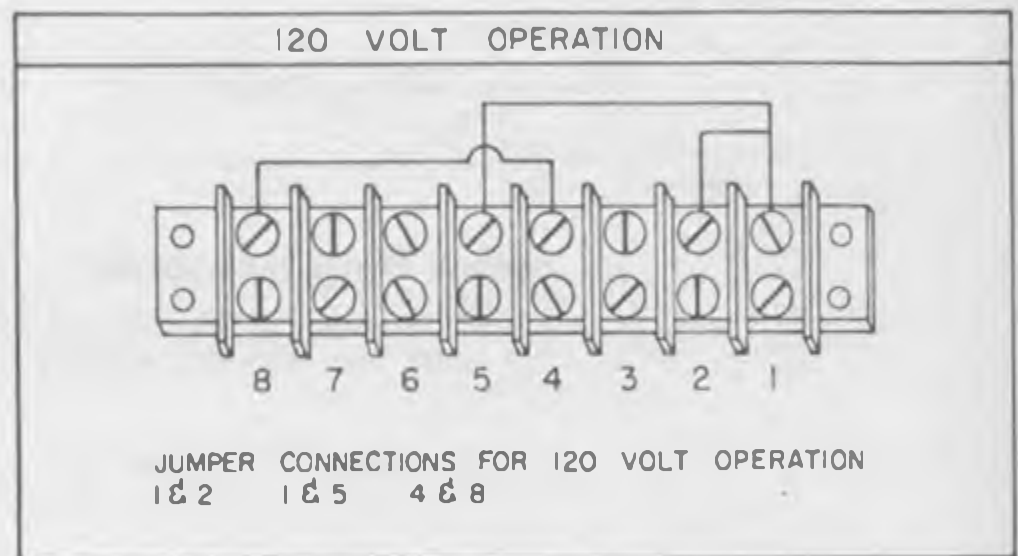 120 VOLT OPERATION
8 7 6 5 4 3 2 1
JUMPER CONNECTIONS FOR 120 VOLT OPERATION
1 & 2 1 & 5 4 & 8